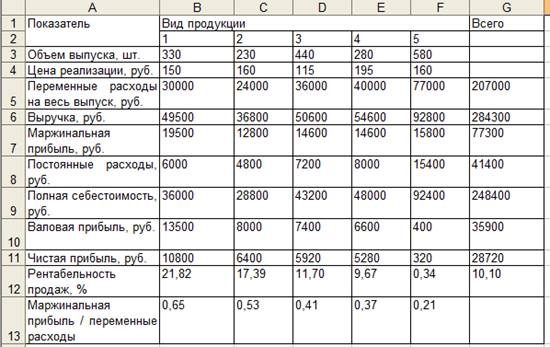 A B C D E F G
1 Показатель Вид продукции Всего
2 1 2 3 4 5
3 Объем выпуска, шт. 330 230 440 280 580
4 Цена реализации, руб. 150 160 115 195 160
Переменные расходы 30000 24000 36000 40000 77000 207000
5 на весь выпуск, руб.
6 Выручка, руб. 49500 36800 50600 54600 92800 284300
Маржинальная 19500 12800 14600 14600 15800 77300
7 прибыль, руб.
Постоянные расходы, 6000 4800 7200 8000 15400 41400
8 руб.
Полная себестоимость, 36000 28800 43200 48000 92400 248400
9 руб.
Валовая прибыль, руб. 13500 8000 7400 6600 400 35900
10
11 Чистая прибыль, руб. 10800 6400 5920 5280 320 28720
Рентабельность 21,82 17,39 11,70 9,67 0,34 10,10
12 продаж, %
Маржинальная 0,65 0,53 0,41 0,37 0,21
прибыль / переменные
13 расходы